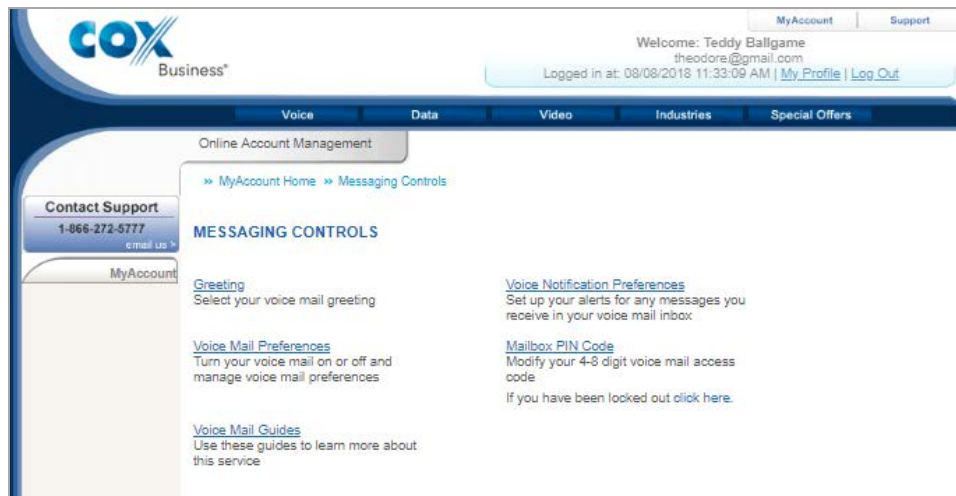 COX
Business®
MyAccount | Support
Welcome: Teddy Ballgame
theodore@gmail.com
Logged in at: 08/08/2018 11:33:09 AM | My Profile | Log Out
Voice Data Video Industries Special Offers
Online Account Management
» MyAccount Home » Messaging Controls
Contact Support
1-866-272-5777
email us >
MyAccount
MESSAGING CONTROLS
Greeting
Select your voice mail greeting
Voice Notification Preferences
Set up your alerts for any messages you
receive in your voice mail inbox
Voice Mail Preferences
Turn your voice mail on or off and
manage voice mail preferences
Mailbox PIN Code
Modify your 4-8 digit voice mail access
code
If you have been locked out click here.
Voice Mail Guides
Use these guides to learn more about
this service